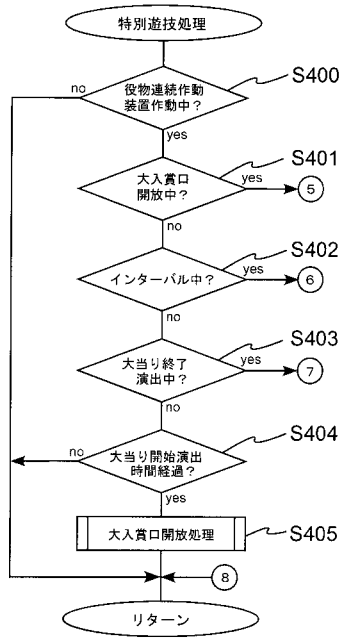 特別遊技処理
no
役物連続作動
装置作動中？
S400
yes
大入賞口
開放中？
S401
yes
5
no
インターバル中？
S402
yes
6
no
大当り終了
演出中？
S403
yes
7
no
大当り開始演出
時間経過？
S404
no
yes
大入賞口開放処理
S405
8
リターン